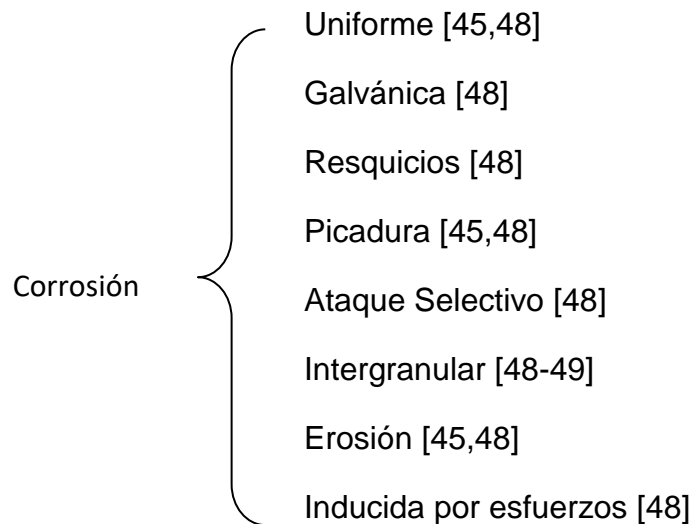 Uniforme [45,48]
Galvánica [48]
Resquicios [48]
Picadura [45,48]
Corrosión
Ataque Selectivo [48]
Intergranular [48-49]
Erosión [45,48]
Inducida por esfuerzos [48]